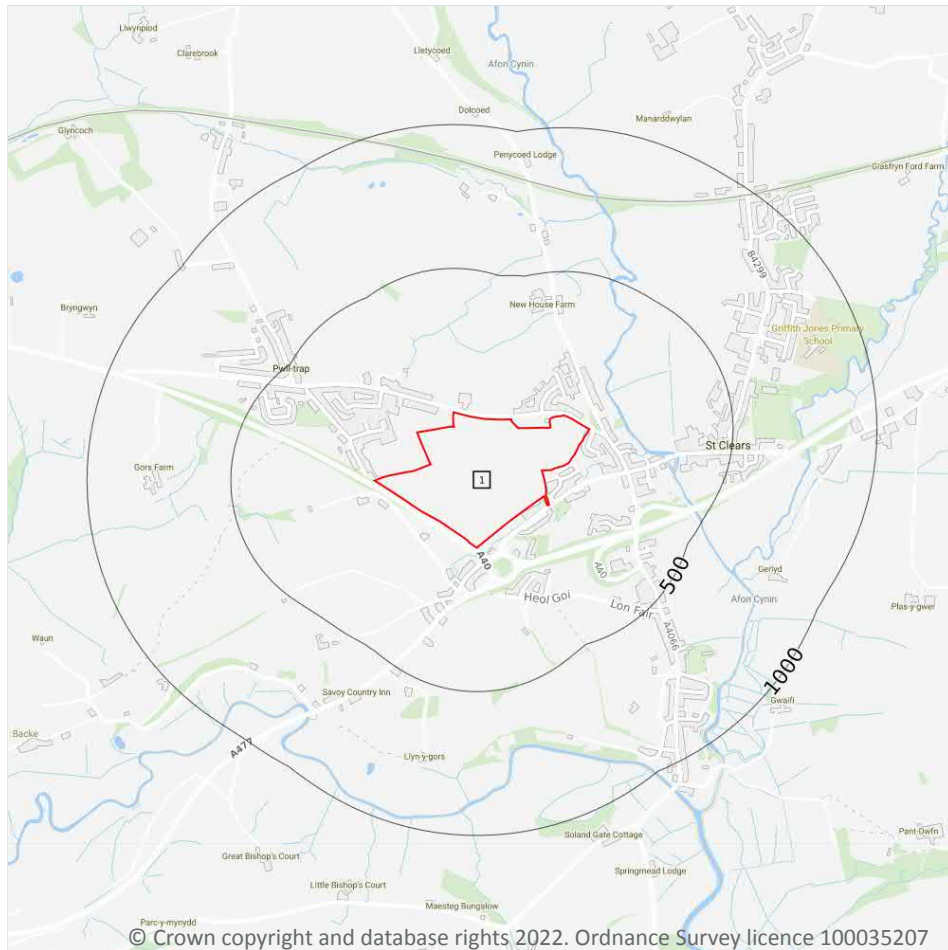 Llwynpiod
Clarebrook
Lletycoed
Afon Cynin
Dolcoed
Manarddwylan
Glyncoch
Penycoed Lodge
Glasfryn Ford Farm
B4299
Bryngwyn
New House Farm
Griffith Jones Primary
School
Pwll-trap
St Clears
Gors Farm
1
A40
A40
500
Gerlyd
Heol Goi
Lon Fair
Afon Cynin
Plas-y-gwer
A4066
Waun
1000
Savoy Country Inn
Gwaifi
Backe
A477
Llyn-y-gors
Soland Gate Cottage
Pant-Dwfn
Great Bishop's Court
Springmead Lodge
Little Bishop's Court
Maesteg Bungalow
Parc-y-mynydd
© Crown copyright and database rights 2022. Ordnance Survey licence 100035207